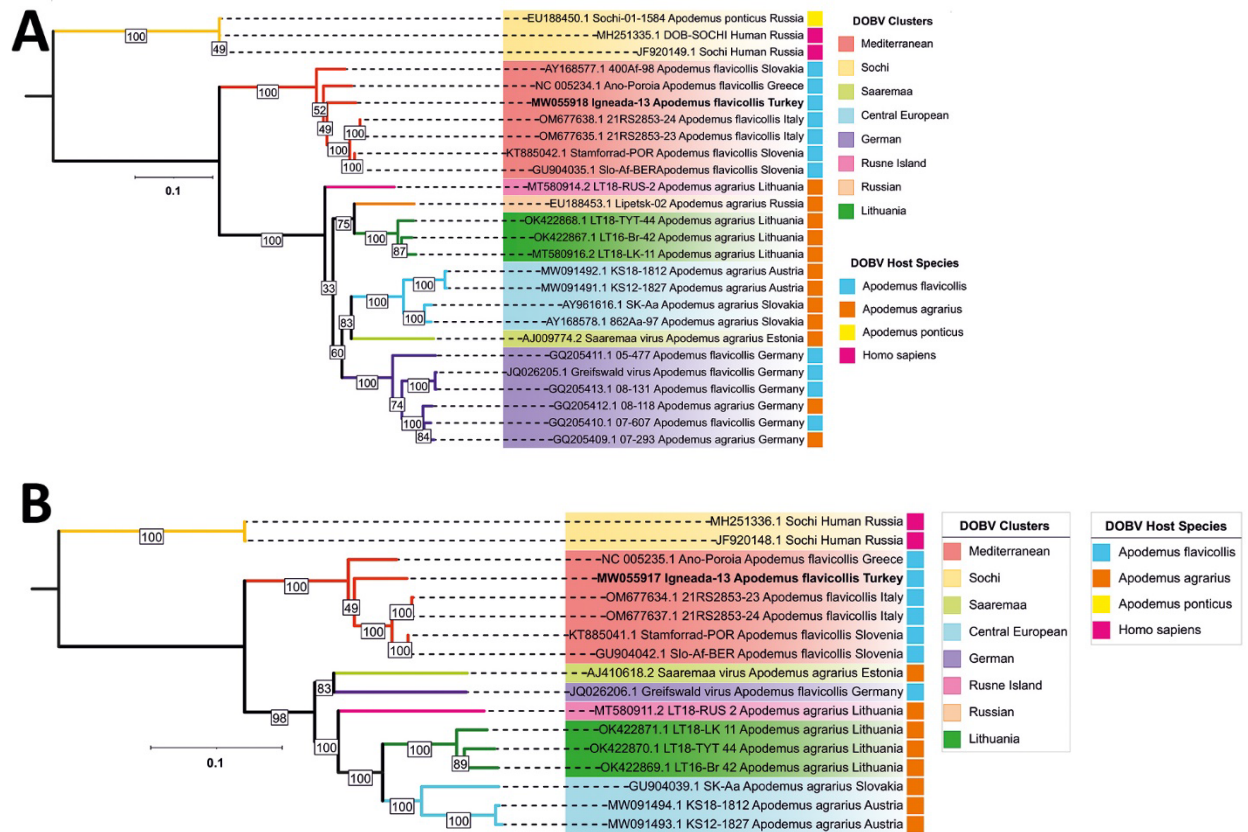 A
EU188450.1 Sochi-01-1584 Apodemus ponticus Russia
MH251335.1 DOB-SOCHI Human Russia
JF920149.1 Sochi Human Russia
AY168577.1 400Af-98 Apodemus flavicollis Slovakia
NC 005234.1 Ano-Poroia Apodemus flavicollis Greece
MW055918 Igneada-13 Apodemus flavicollis Turkey
OM677638.1 21RS2853-24 Apodemus flavicollis Italy
OM677635.1 21RS2853-23 Apodemus flavicollis Italy
KT885042.1 Stamforrad-POR Apodemus flavicollis Slovenia
GU904035.1 Slo-Af-BERApodemus flavicollis Slovenia
MT580914.2 LT18-RUS-2 Apodemus agrarius Lithuania
EU188453.1 Lipetsk-02 Apodemus agrarius Russia
OK422868.1 LT18-TYT-44 Apodemus agrarius Lithuania
OK422867.1 LT16-Br-42 Apodemus agrarius Lithuania
MT580916.2 LT18-LK-11 Apodemus agrarius Lithuania
MW091492.1 KS18-1812 Apodemus agrarius Austria
MW091491.1 KS12-1827 Apodemus agrarius Austria
AY961616.1 SK-Aa Apodemus agrarius Slovakia
AY168578.1 862Aa-97 Apodemus agrarius Slovakia
AJ009774.2 Saaremaa virus Apodemus agrarius Estonia
GQ205411.1 05-477 Apodemus flavicollis Germany
JQ026205.1 Greifswald virus Apodemus flavicollis Germany
GQ205413.1 08-131 Apodemus flavicollis Germany
GQ205412.1 08-118 Apodemus agrarius Germany
GQ205410.1 07-607 Apodemus flavicollis Germany
GQ205409.1 07-293 Apodemus agrarius Germany
100
49
100
52
49
100
100
100
0.1
100
75
100
87
33
100
100
83
60
100
100
74
100
84
DOBV Clusters
Mediterranean
Sochi
Saaremaa
Central European
German
Rusne Island
Russian
Lithuania
DOBV Host Species
Apodemus flavicollis
Apodemus agrarius
Apodemus ponticus
Homo sapiens
B
MH251336.1 Sochi Human Russia
JF920148.1 Sochi Human Russia
NC 005235.1 Ano-Poroia Apodemus flavicollis Greece
MW055917 Igneada-13 Apodemus flavicollis Turkey
OM677634.1 21RS2853-23 Apodemus flavicollis Italy
OM677637.1 21RS2853-24 Apodemus flavicollis Italy
KT885041.1 Stamforrad-POR Apodemus flavicollis Slovenia
GU904042.1 Slo-Af-BER Apodemus flavicollis Slovenia
AJ410618.2 Saaremaa virus Apodemus agrarius Estonia
JQ026206.1 Greifswald virus Apodemus flavicollis Germany
MT580911.2 LT18-RUS 2 Apodemus agrarius Lithuania
OK422871.1 LT18-LK 11 Apodemus agrarius Lithuania
OK422870.1 LT18-TYT 44 Apodemus agrarius Lithuania
OK422869.1 LT16-Br 42 Apodemus agrarius Lithuania
GU904039.1 SK-Aa Apodemus agrarius Slovakia
MW091494.1 KS18-1812 Apodemus agrarius Austria
MW091493.1 KS12-1827 Apodemus agrarius Austria
100
100
49
100
100
100
83
98
100
100
89
0.1
100
DOBV Clusters
Mediterranean
Sochi
Saaremaa
Central European
German
Rusne Island
Russian
Lithuania
DOBV Host Species
Apodemus flavicollis
Apodemus agrarius
Apodemus ponticus
Homo sapiens